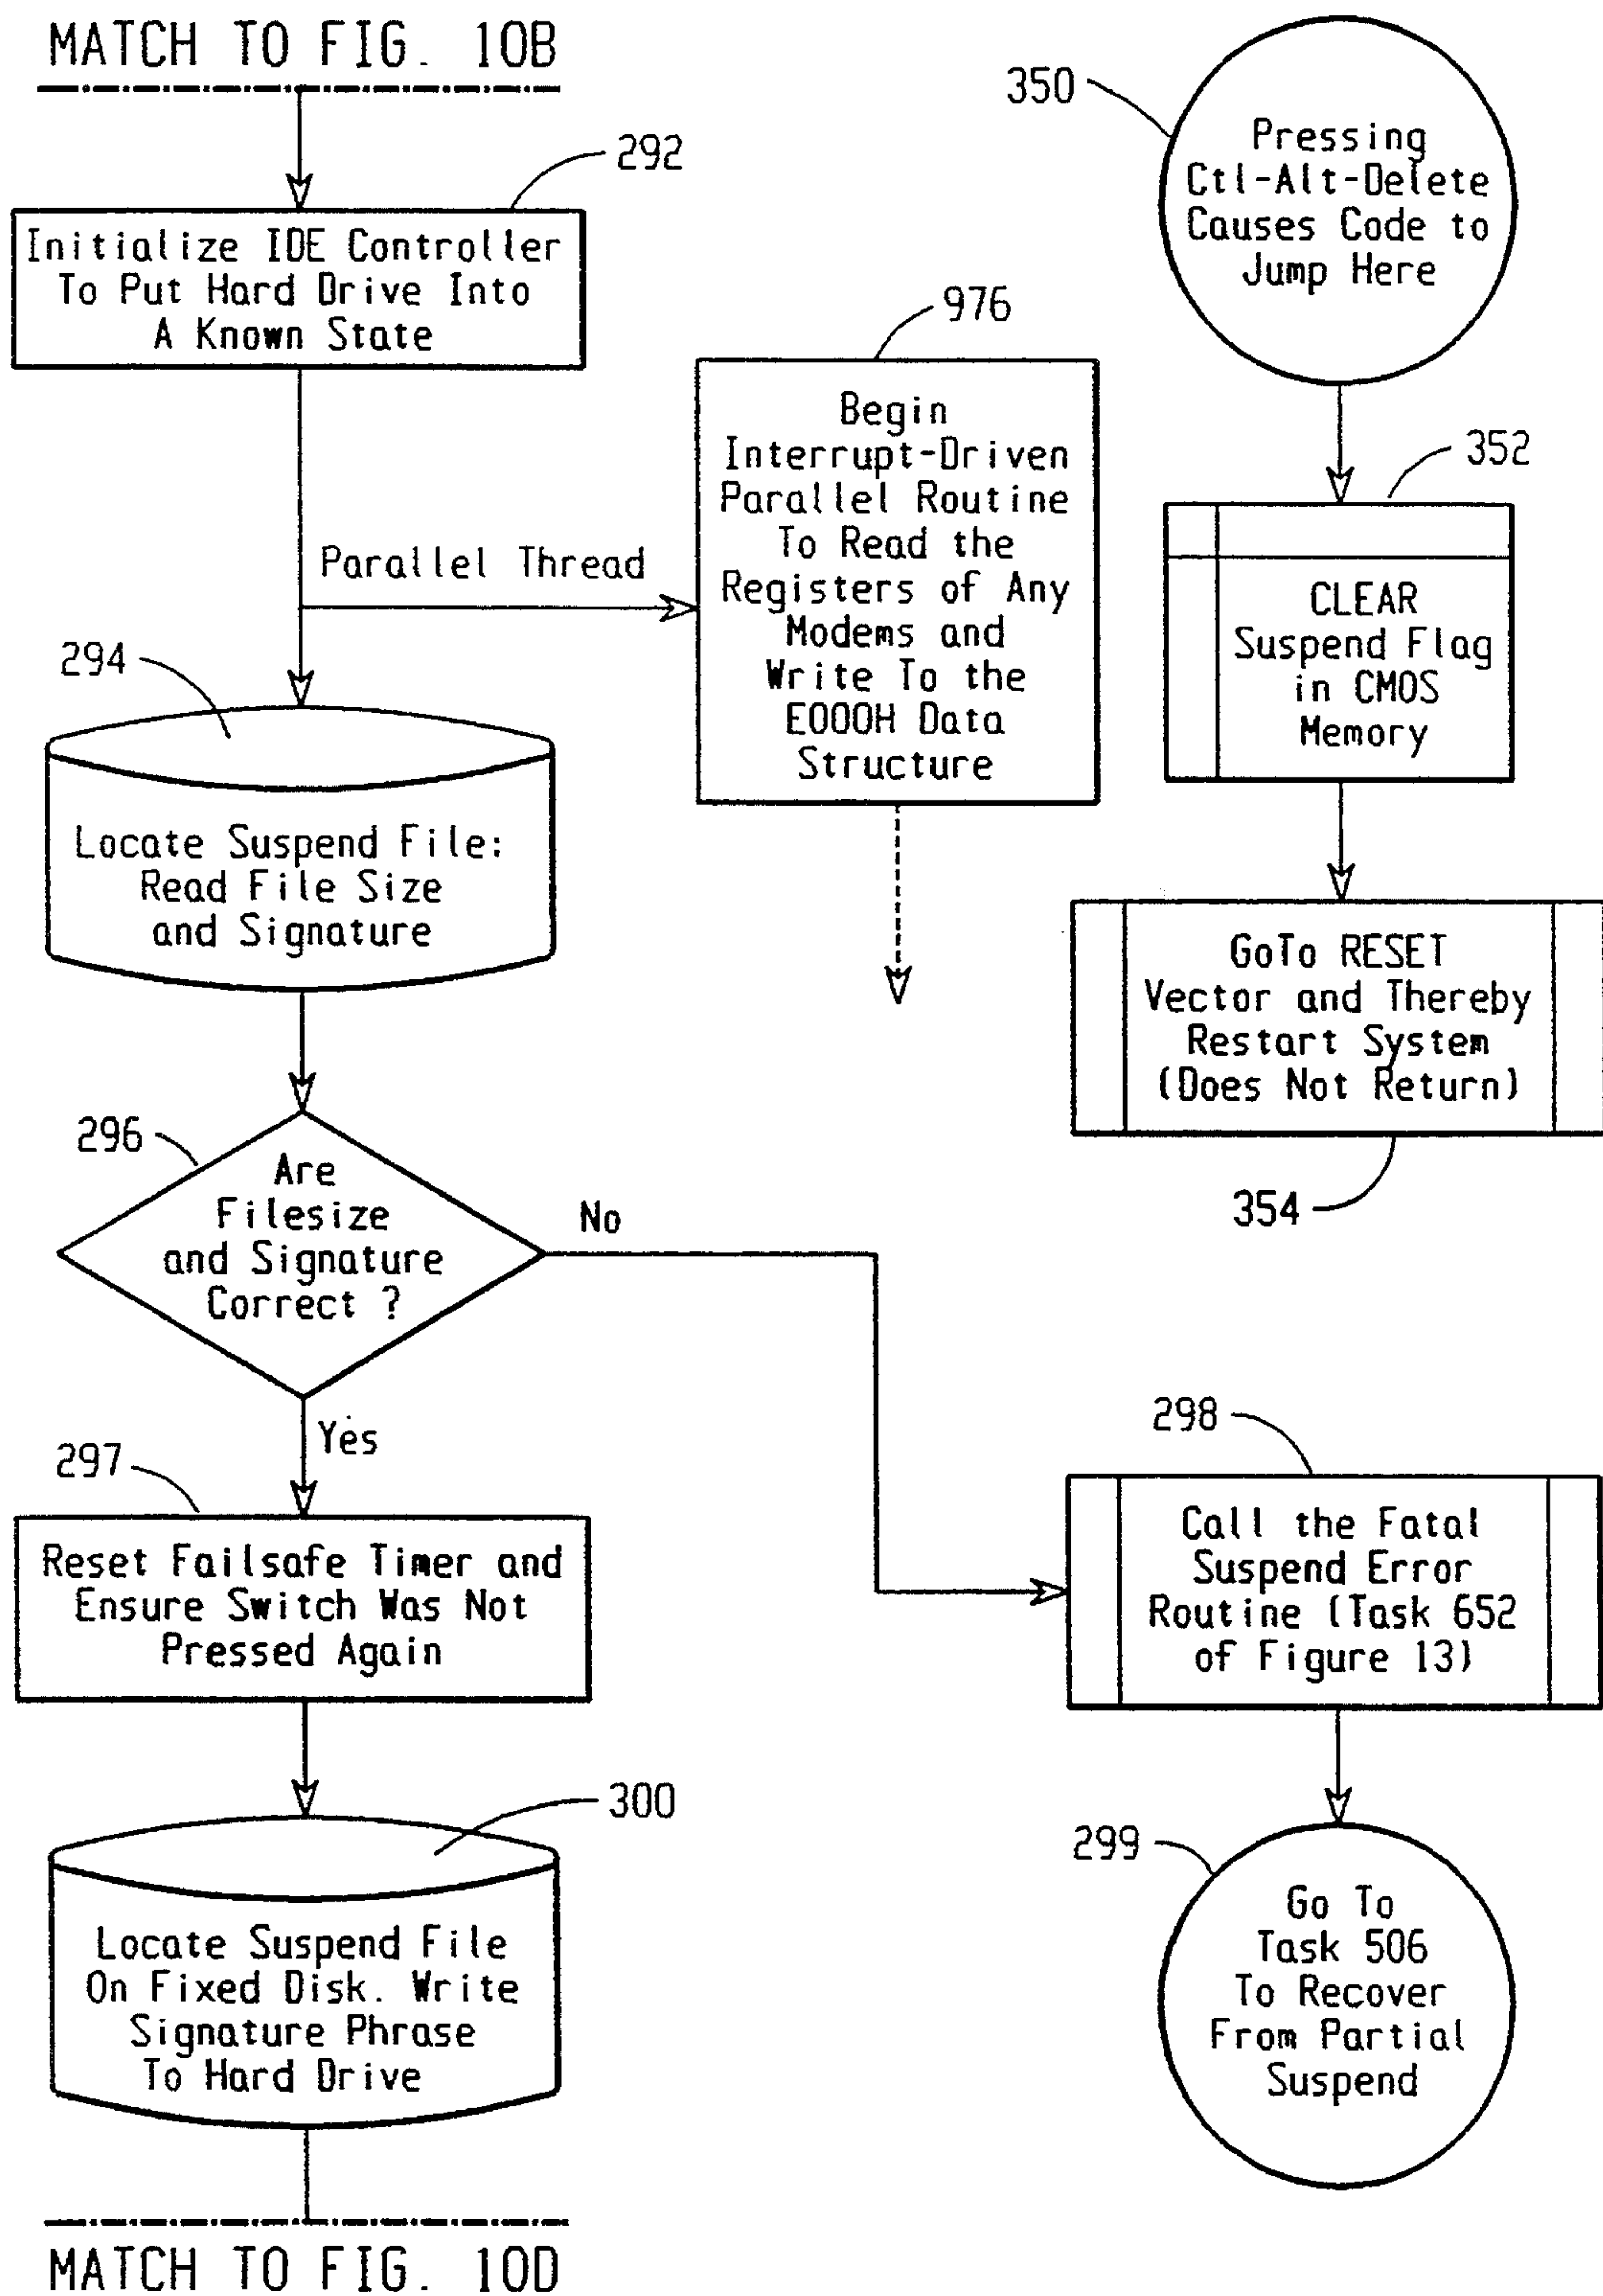 MATCH TO FIG. 10B
292
Initialize IDE Controller
To Put Hard Drive Into
A Known State
Parallel Thread
976
Begin
Interrupt-Driven
Parallel Routine
To Read the
Registers of Any
Modems and
Write To the
E000H Data
Structure
294
Locate Suspend File:
Read File Size
and Signature
296
Are
Filesize
and Signature
Correct ?
No
Yes
297
Reset Failsafe Timer and
Ensure Switch Was Not
Pressed Again
300
Locate Suspend File
On Fixed Disk. Write
Signature Phrase
To Hard Drive
MATCH TO FIG. 10D
350
Pressing
Ctl-Alt-Delete
Causes Code to
Jump Here
352
CLEAR
Suspend Flag
in CMOS
Memory
GoTo RESET
Vector and Thereby
Restart System
(Does Not Return)
354
298
Call the Fatal
Suspend Error
Routine (Task 652
of Figure 13)
299
Go To
Task 506
To Recover
From Partial
Suspend